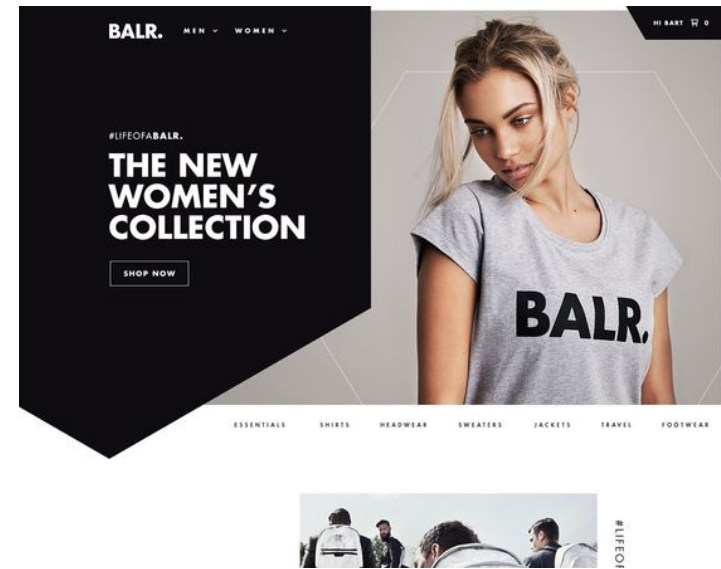 BALR. MEN WOMEN
HI BART 0
#LIFEOFABALR.
THE NEW
WOMEN'S
COLLECTION
SHOP NOW
BALR.
ESSENTIALS SHIRTS HEADWEAR SWEATERS JACKETS TRAVEL FOOTWEAR
#LIFEOF